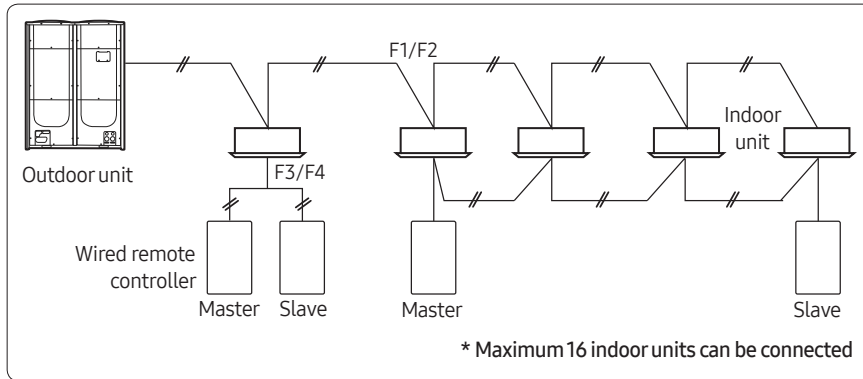 F1/F2
Indoor
unit
Outdoor unit
F3/F4
Wired remote
controller
Master
Slave
Master
Slave
* Maximum 16 indoor units can be connected